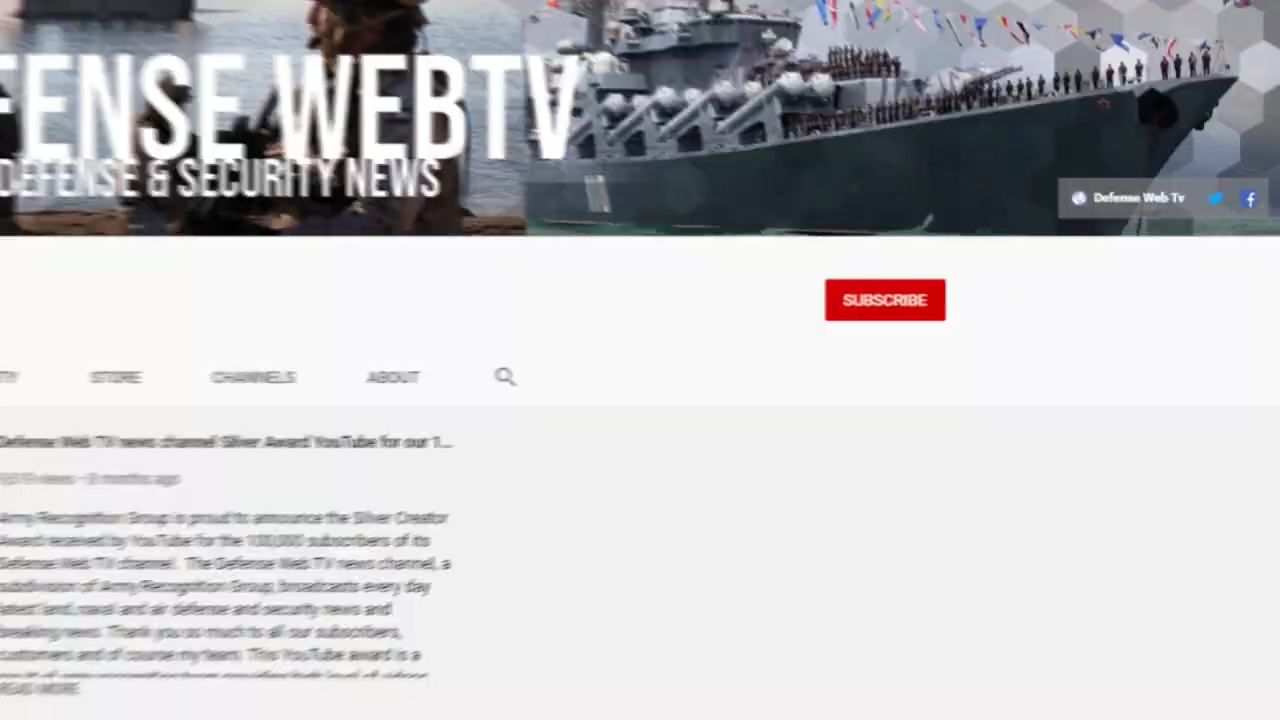 FENSE WEBTV
DEFENSE & SECURITY NEWS
Defense Web Tv
SUBSCRIBE
TY STORE CHANNELS ABOUT
Defense Web TV news channel Silver Award YouTube for our 1...
views - months ago
Army Recognition Group is proud to announce the Silver Creator
Award received by YouTube for the 100,000 subscribers of its
Defense Web TV channel. The Defense Web TV news channel, a
subdivision of Army Recognition Group, broadcasts every day
latest land, naval and air defense and security news and
breaking news. Thank you so much to all our subscribers,
customers and of course my team. This YouTube award is a
READ MORE